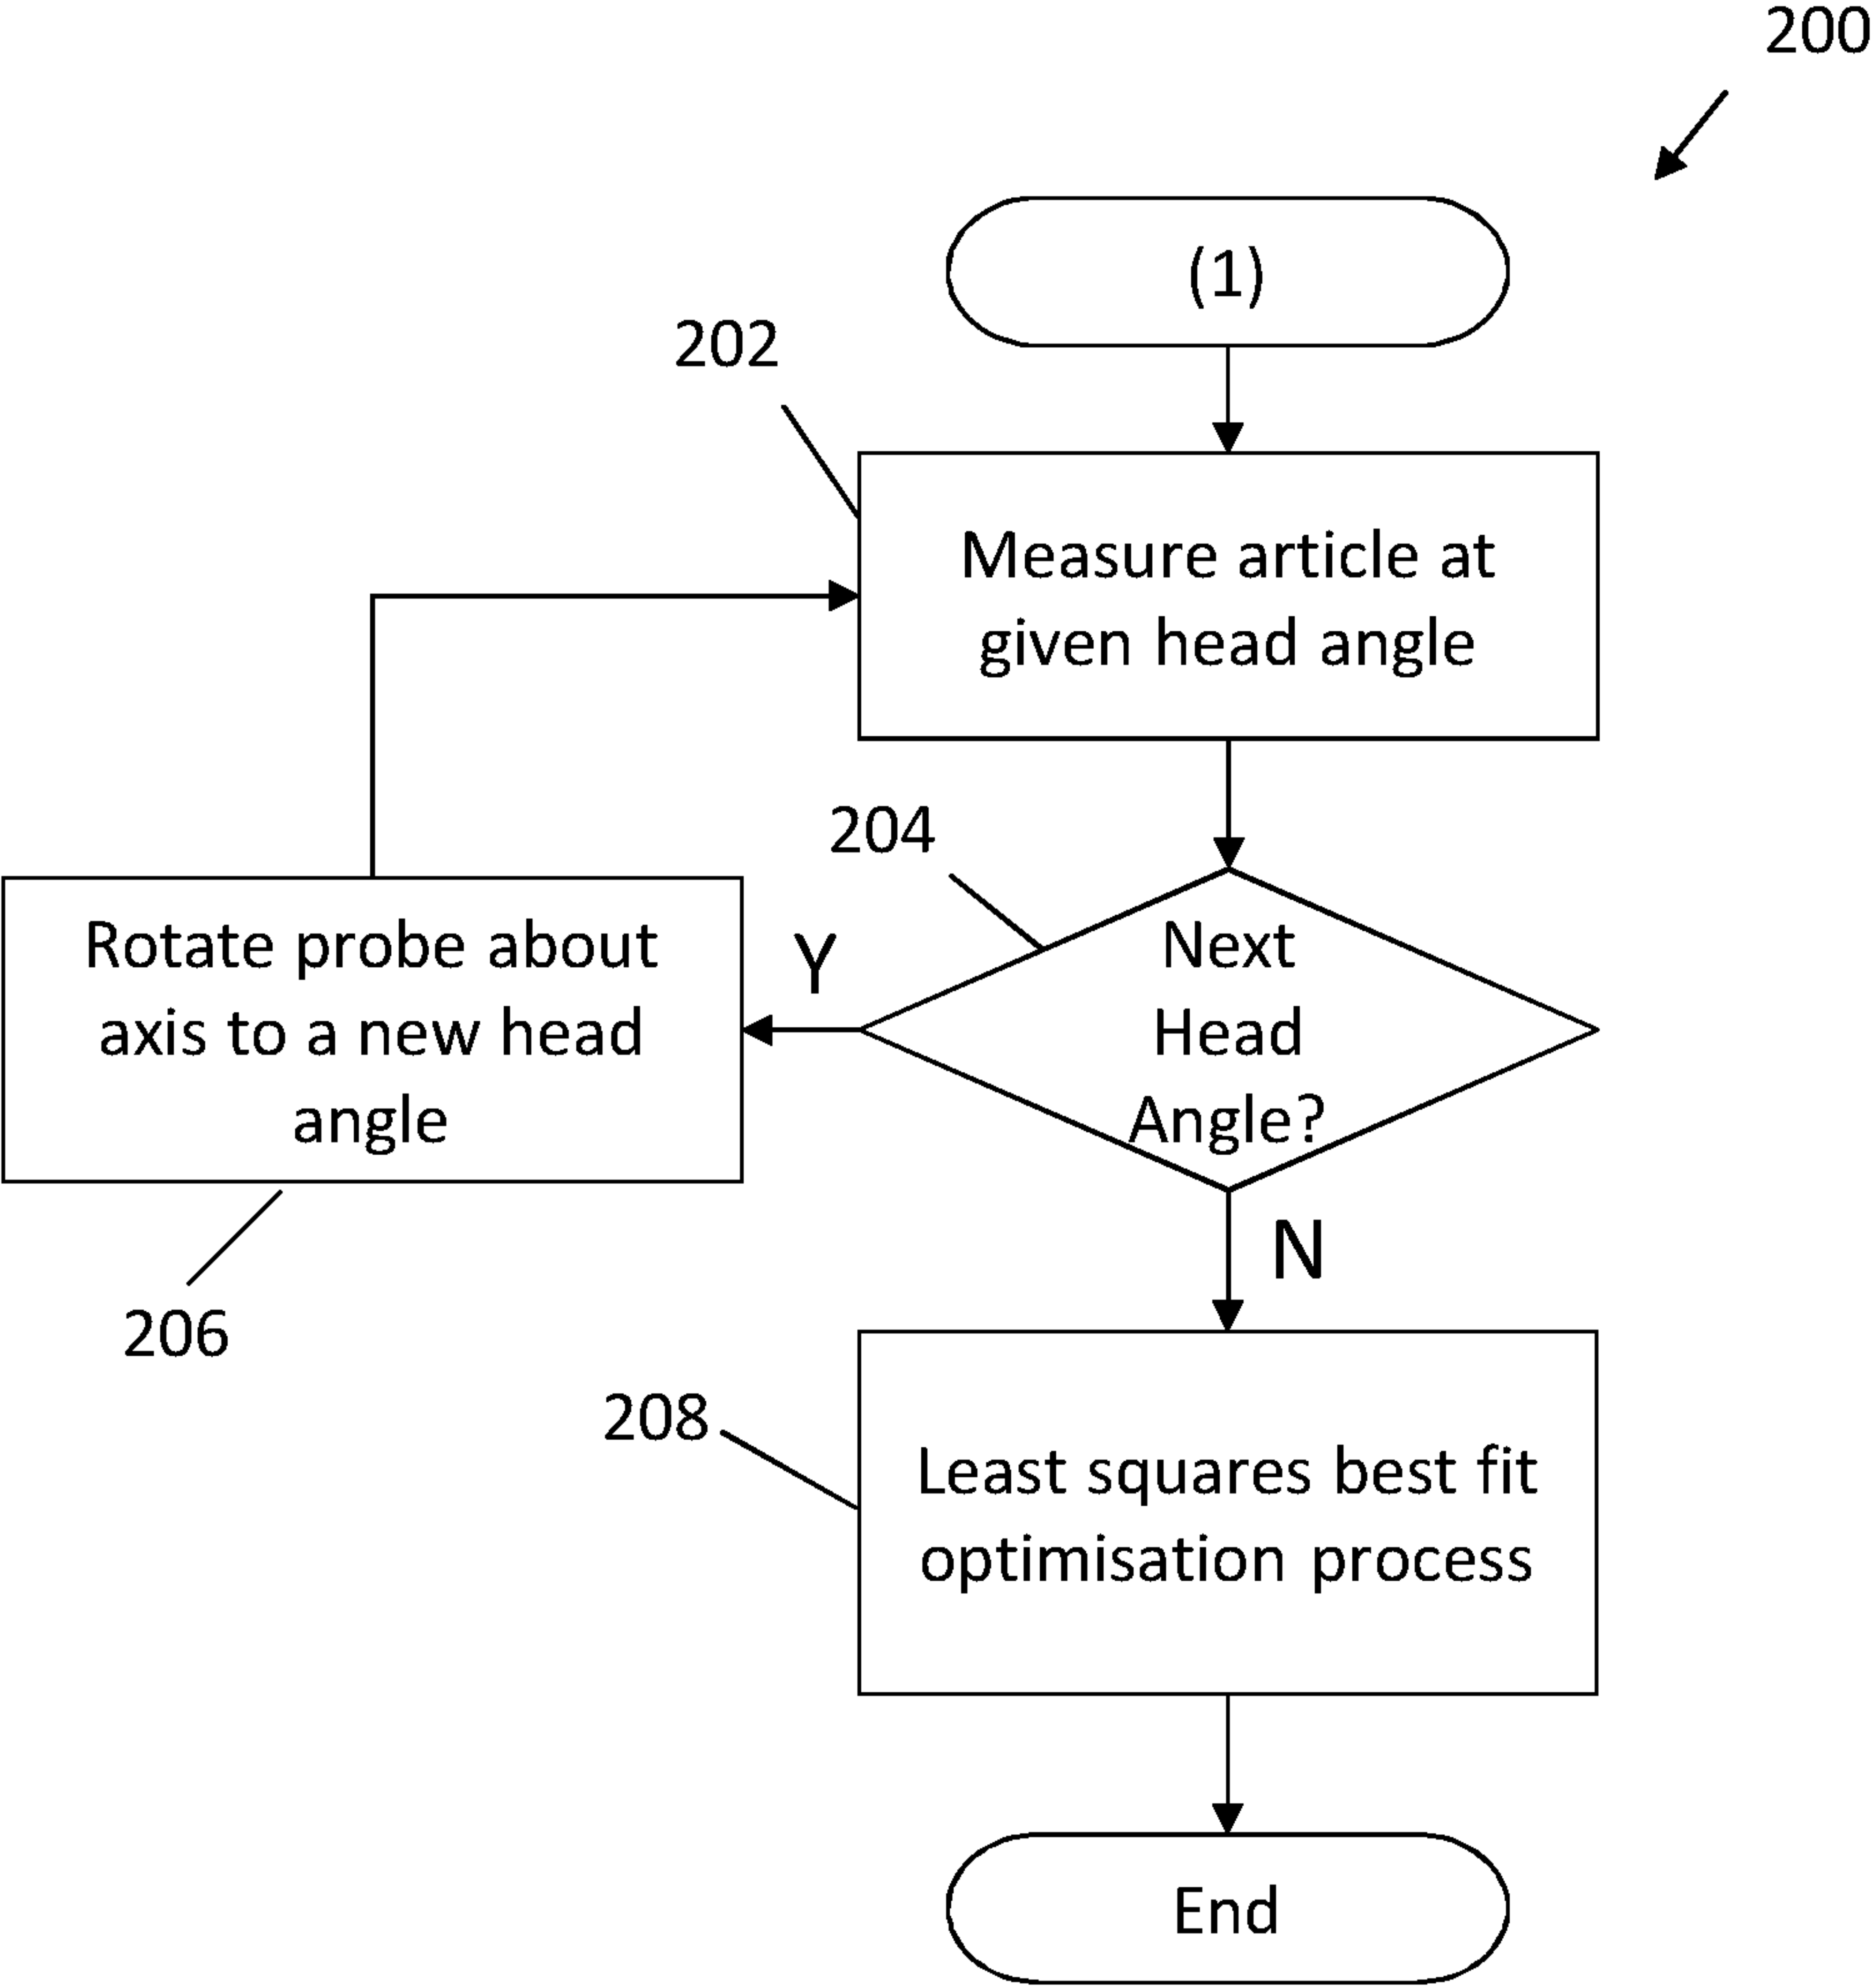 200
(1)
202
Measure article at
given head angle
204
Rotate probe about
axis to a new head
angle
Y
Next
Head
Angle?
N
206
208
Least squares best fit
optimisation process
End